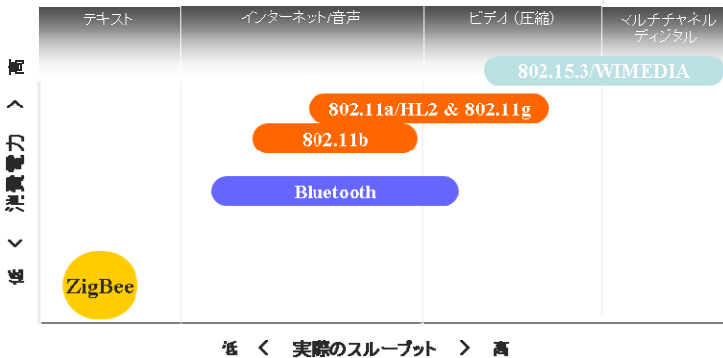 テキスト
インターネット/音声
ビデオ (圧縮)
マルチチャネル
ディジタル
802.15.3/WIMEDIA
802.11a/HL2 & 802.11g
802.11b
Bluetooth
ZigBee
低 < 消費電力 > 高
低 < 実際のスループット > 高